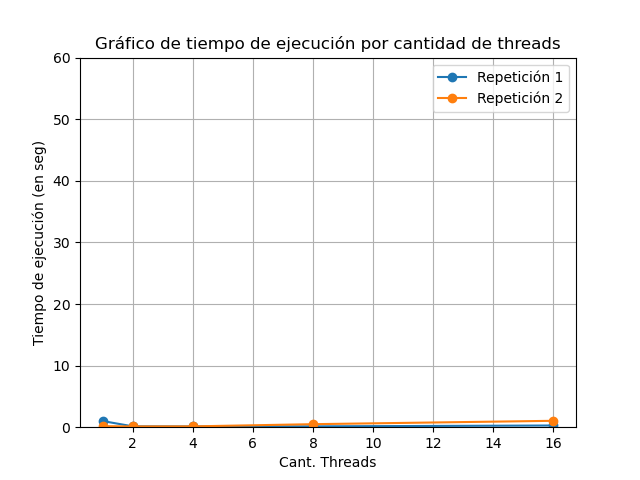 Gráfico de tiempo de ejecución por cantidad de threads
Repetición 1
Repetición 2
Tiempo de ejecución (en seg)
60
50
40
30
20
10
0
2 4 6 8 10 12 14 16
Cant. Threads